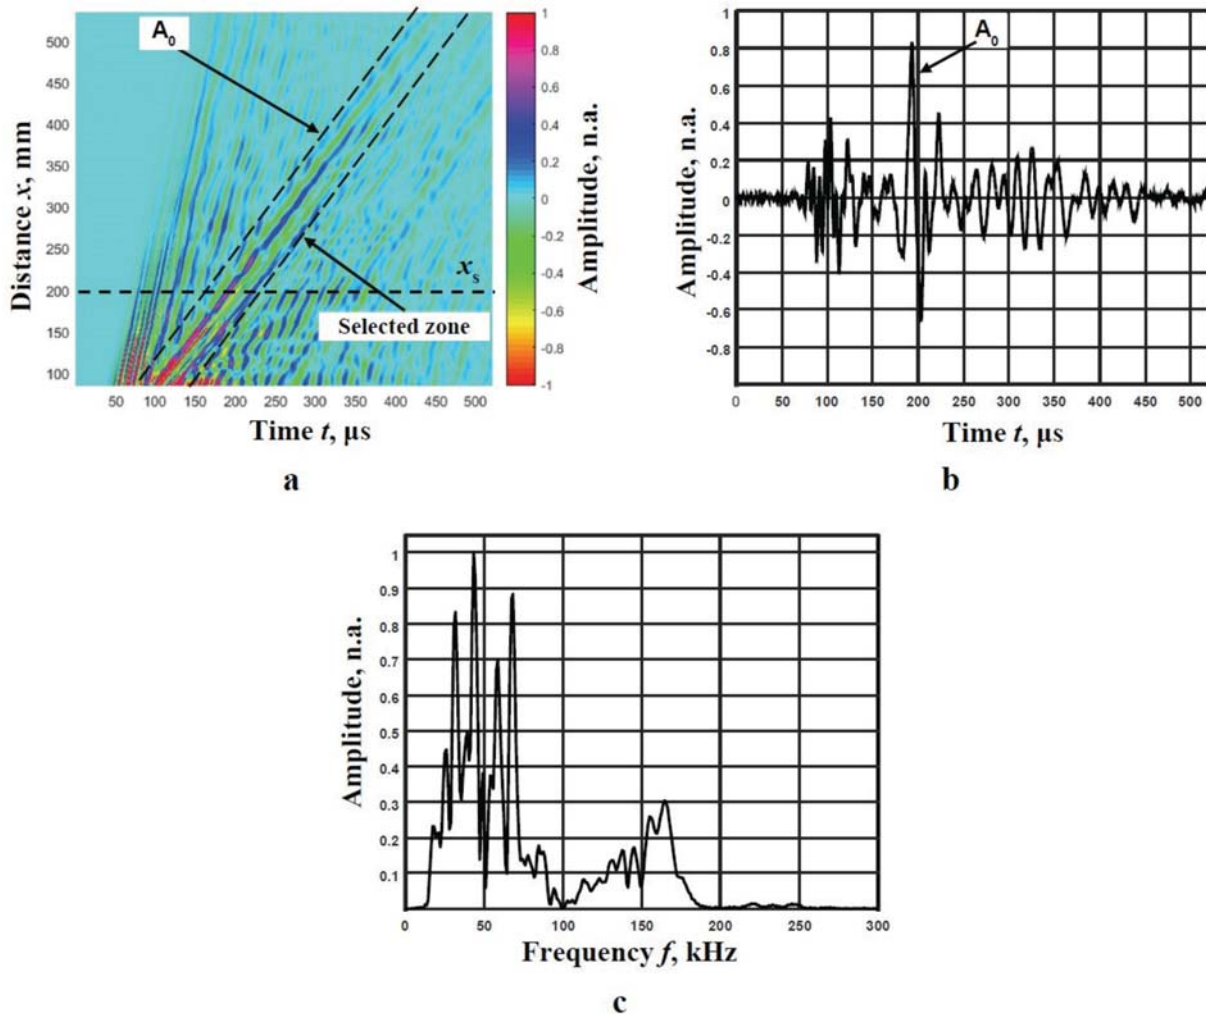 A₀
500
450
400
350
300
250
200
150
100
Distance x, mm
50 100 150 200 250 300 350 400 450 500
Time t, μs
xₛ
Selected zone
1
0.8
0.6
0.4
0.2
0
-0.2
-0.4
-0.6
-0.8
-1
Amplitude, n.a.
a
A₀
1
0.8
0.6
0.4
0.2
0
-0.2
-0.4
-0.6
-0.8
Amplitude, n.a.
0 50 100 150 200 250 300 350 400 450 500
Time t, μs
b
1
0.9
0.8
0.7
0.6
0.5
0.4
0.3
0.2
0.1
Amplitude, n.a.
0 50 100 150 200 250 300
Frequency f, kHz
c